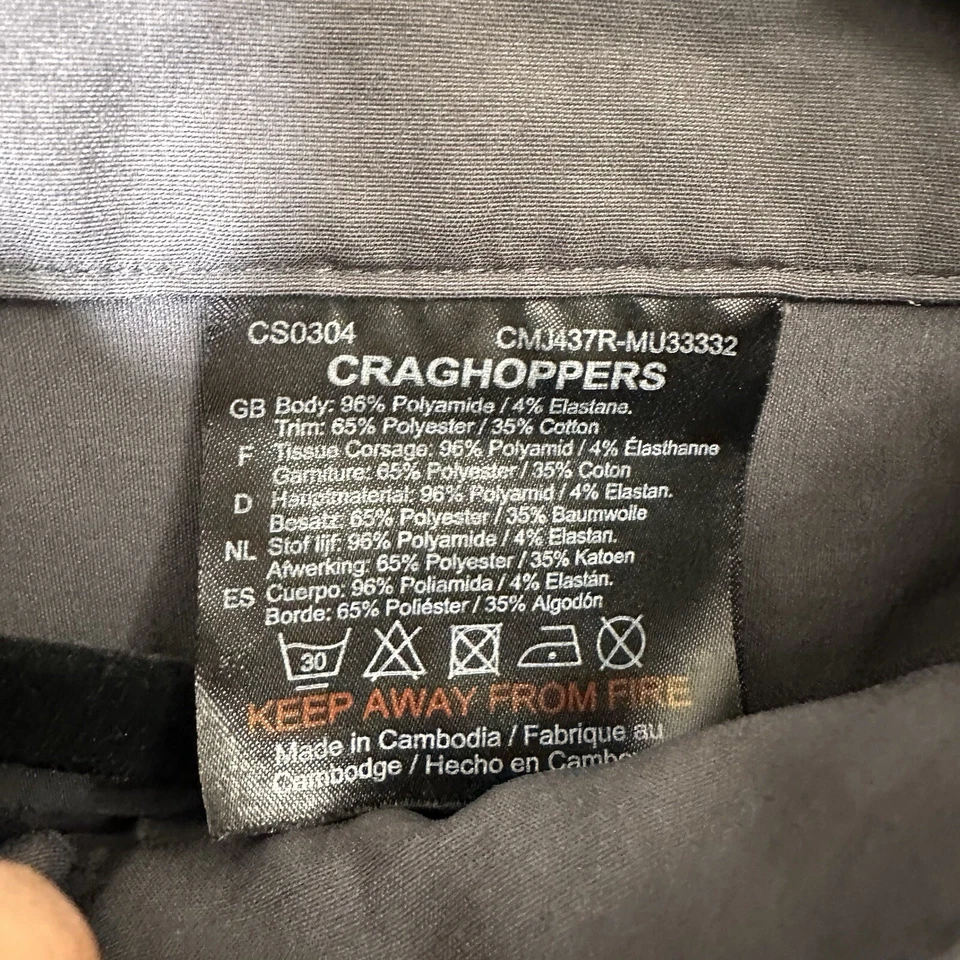 CS0304 CMJ437R-MU33332
CRAGHOPPERS
GB Body: 96% Polyamide / 4% Elastane.
Trim: 65% Polyester / 35% Cotton
F Tissue Corsage: 96% Polyamid / 4% Élasthanne
Garniture: 65% Polyester / 35% Coton
D Hauptmaterial: 96% Polyamid / 4% Elastan.
Besatz: 65% Polyester / 35% Baumwolle
NL Stof lijf: 96% Polyamide / 4% Elastan.
Afwerking: 65% Polyester / 35% Katoen
ES Cuerpo: 96% Poliamida / 4% Elastán.
Borde: 65% Poliéster / 35% Algodón
30
KEEP AWAY FROM FIRE
Made in Cambodia / Fabrique au
Cambodge / Hecho en